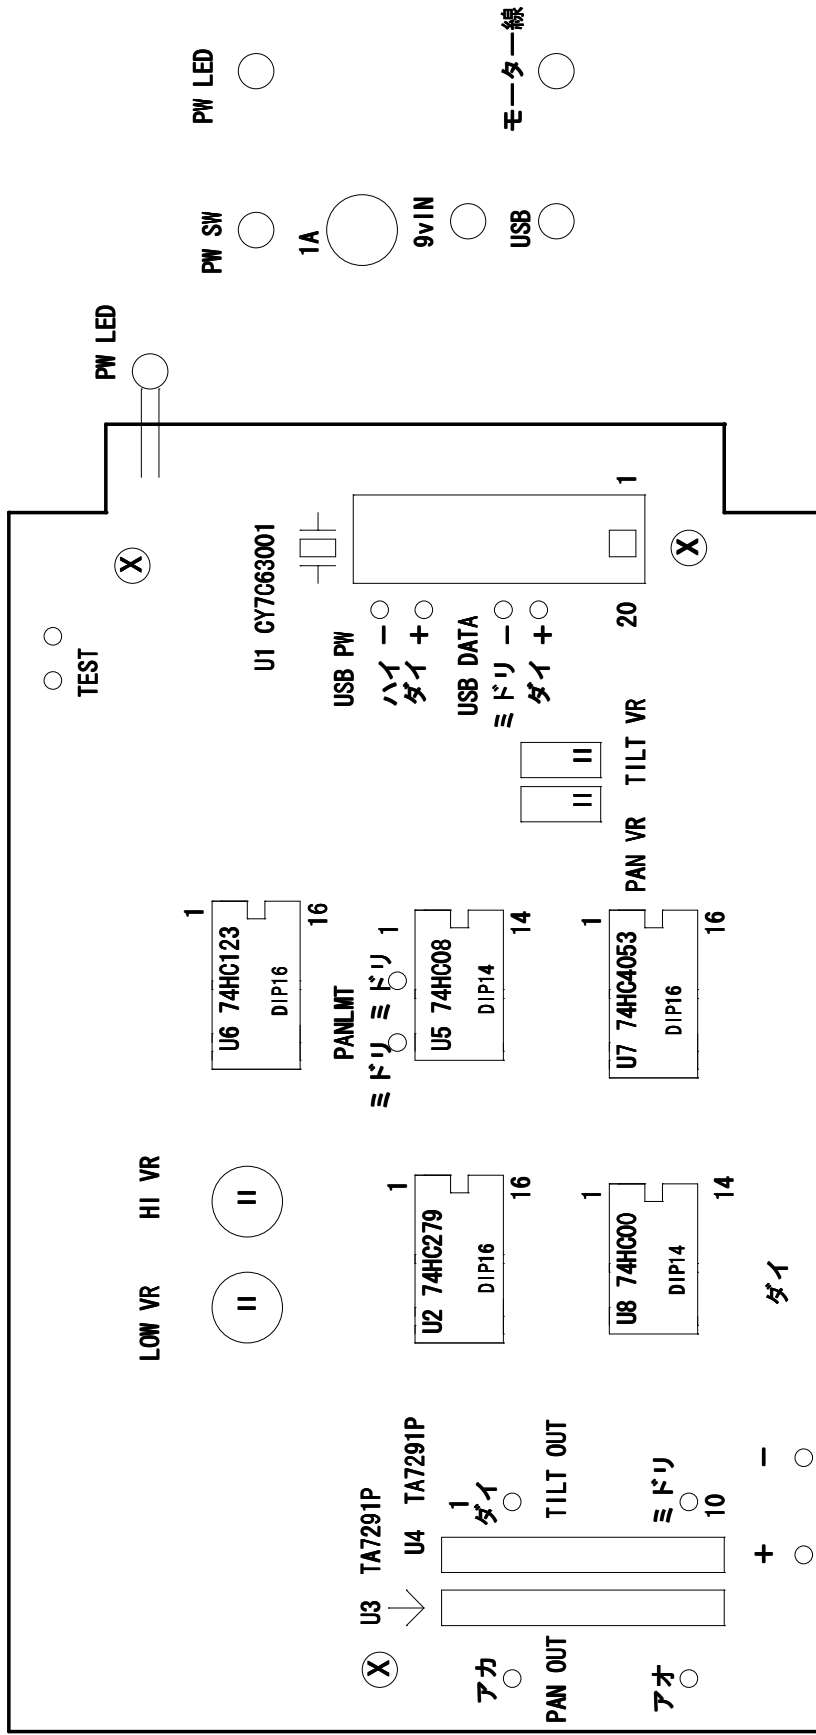 PW LED
モーター線
PW SW
1A
9vIN
USB
PW LED
X
TEST
U1 CY7C63001
1
20
X
USB PW
ハイ −
ダイ +
USB DATA
ミドリ −
ダイ +
TILT VR
PAN VR
1
U6 74HC123
DIP16
16
PANLMT
ミドリ ミドリ
1
U5 74HC08
DIP14
14
1
U7 74HC4053
DIP16
16
HI VR
LOW VR
1
U2 74HC279
DIP16
16
1
U8 74HC00
DIP14
14
ダイ
U3 TA7291P
U4 TA7291P
1
ダイ
TILT OUT
ミドリ
10
−
+
X
アカ
PAN OUT
アオ